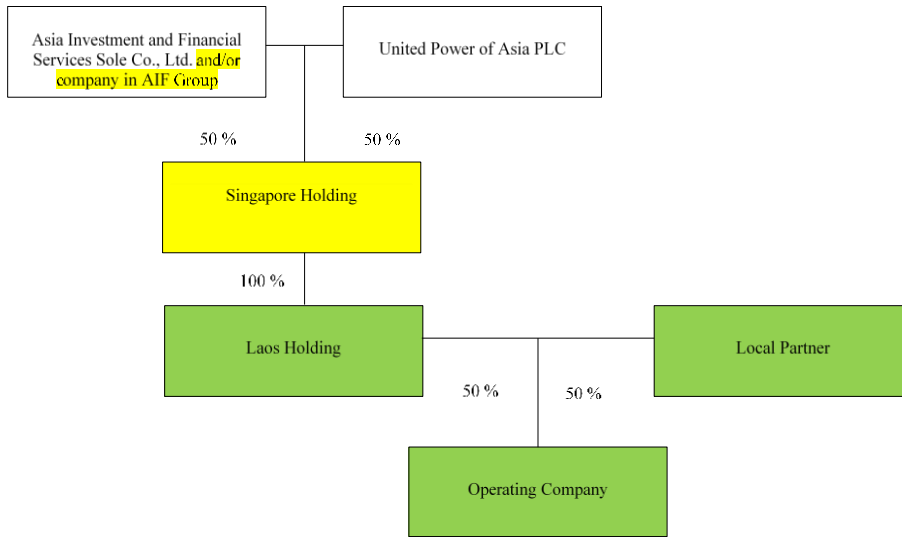 Asia Investment and Financial
Services Sole Co., Ltd. and/or
company in AIF Group
United Power of Asia PLC
50 %
50 %
Singapore Holding
100 %
Laos Holding
Local Partner
50 %
50 %
Operating Company